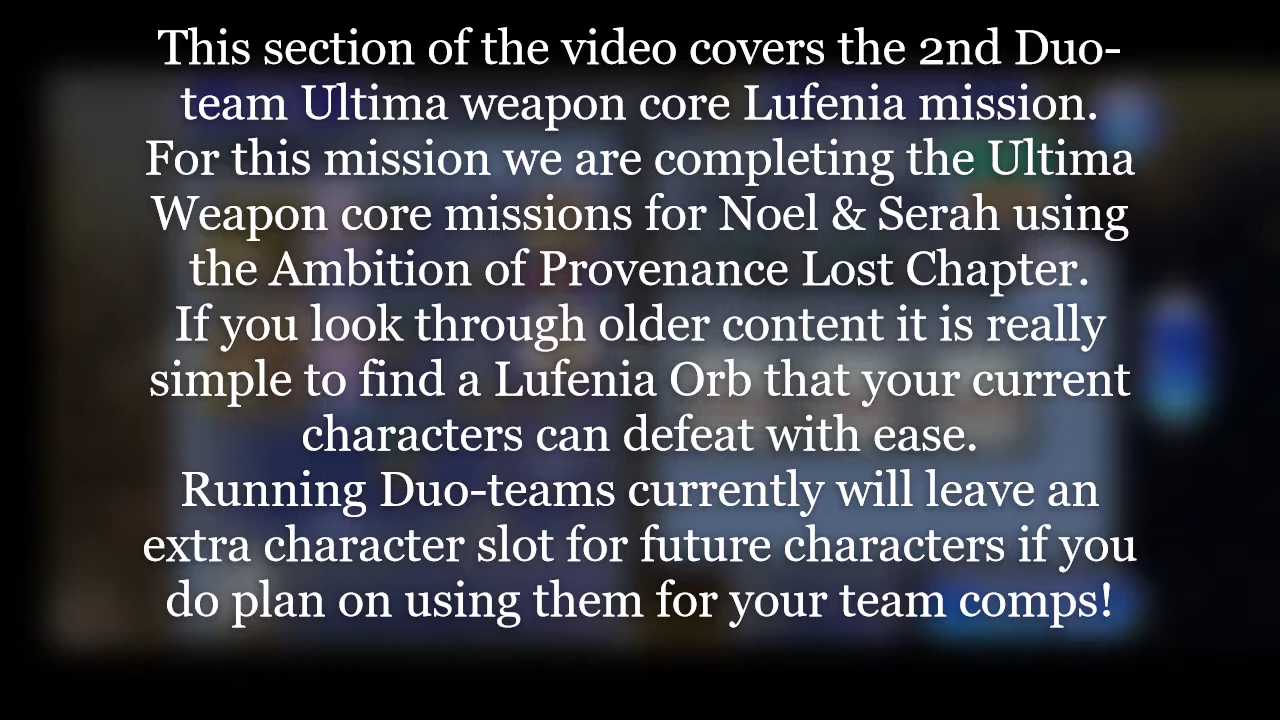 This section of the video covers the 2nd Duo-
team Ultima weapon core Lufenia mission.
For this mission we are completing the Ultima
Weapon core missions for Noel & Serah using
the Ambition of Provenance Lost Chapter.
If you look through older content it is really
simple to find a Lufenia Orb that your current
characters can defeat with ease.
Running Duo-teams currently will leave an
extra character slot for future characters if you
do plan on using them for your team comps!